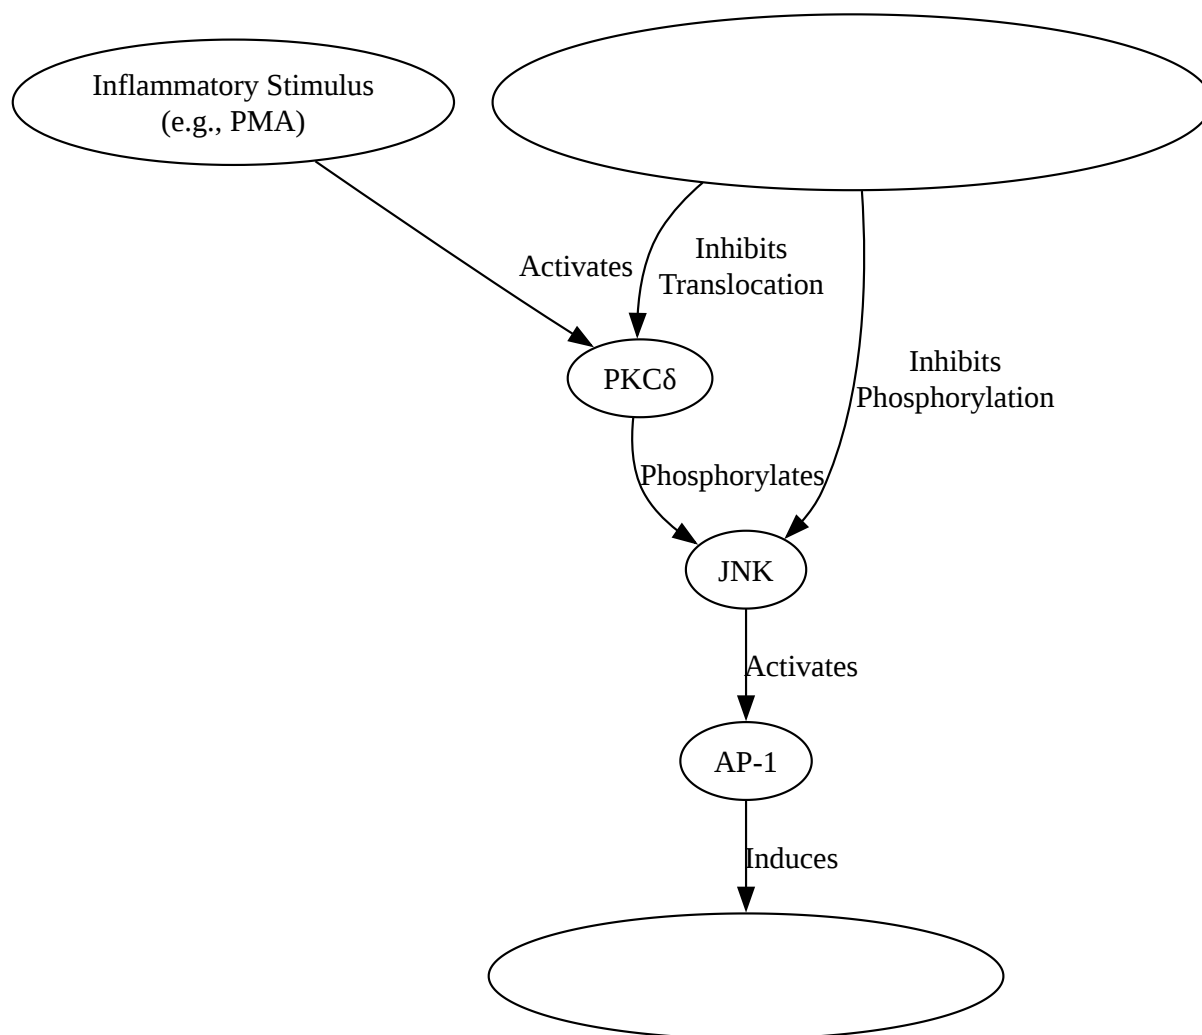 Inflammatory Stimulus
(e.g., PMA)
Activates
Inhibits
Translocation
Inhibits
Phosphorylation
PKCδ
Phosphorylates
JNK
Activates
AP-1
Induces